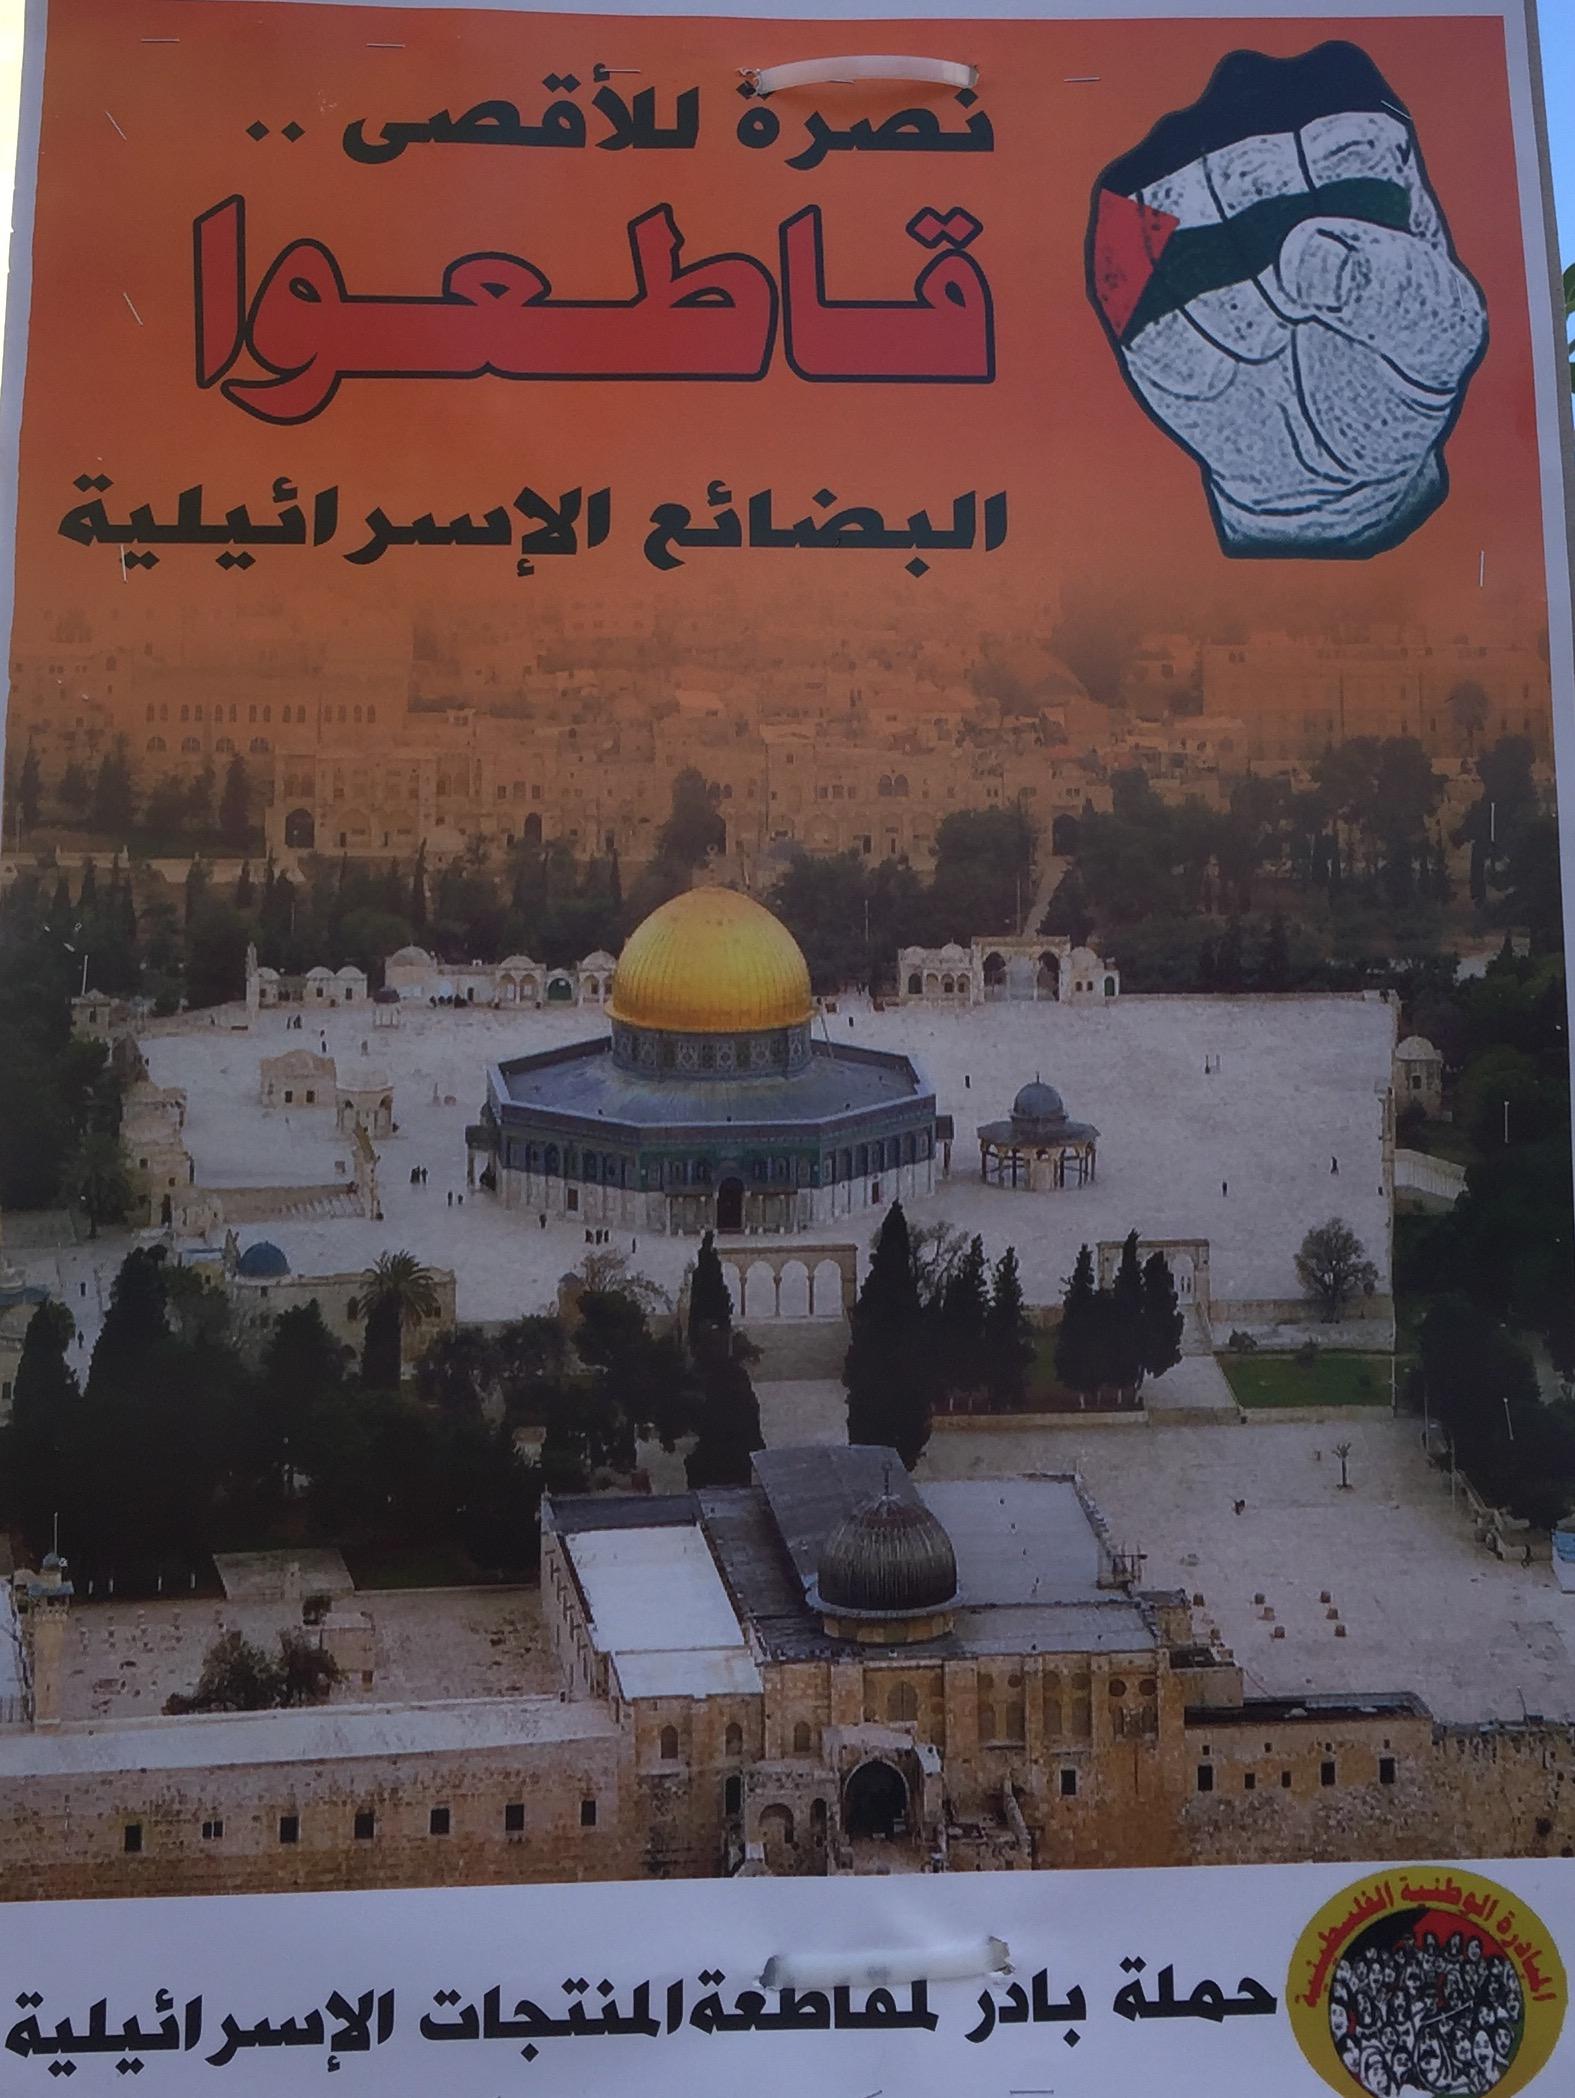 نصرة للأقصى ..
قاطعوا
البضائع الإسرائيلية
المبادرة الوطنية الفلسطينية
حملة بادر لمقاطعة المنتجات الإسرائيلية